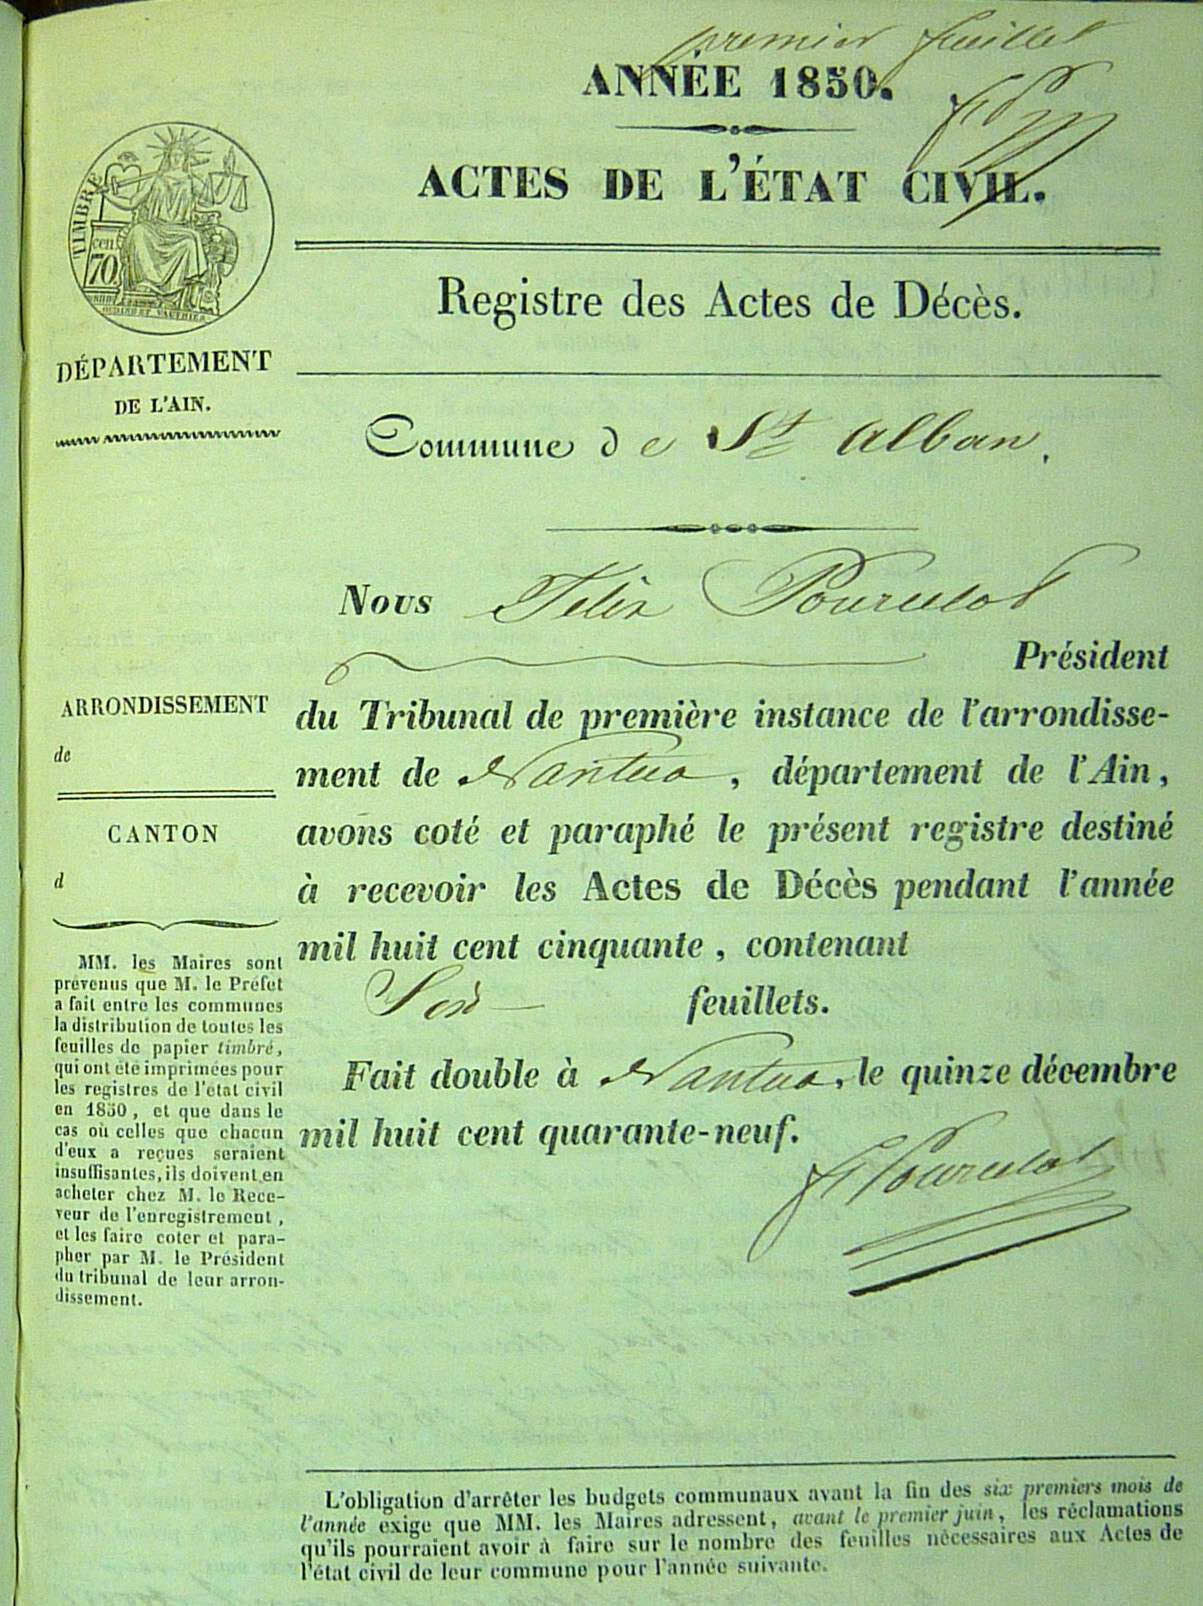 premier feuillet
ANNÉE 1850.
ACTES DE L'ÉTAT CIVIL.
TIMBRE
cen
70
Registre des Actes de Décès.
DÉPARTEMENT
DE L'AIN.
Commune de St Alban.
Nous Félix Pourcelot
Président
du Tribunal de première instance de l'arrondisse-
ment de Nantua, département de l'Ain,
avons coté et paraphé le présent registre destiné
à recevoir les Actes de Décès pendant l'année
mil huit cent cinquante, contenant
Six feuillets.
Fait double à Nantua, le quinze décembre
mil huit cent quarante-neuf.
F Pourcelot
ARRONDISSEMENT
de
CANTON
d
MM. les Maires sont
prévenus que M. le Préfet
a fait entre les communes
la distribution de toutes les
feuilles de papier timbré,
qui ont été imprimées pour
les registres de l'état civil
en 1850, et que dans le
cas où celles que chacun
d'eux a reçues seraient
insuffisantes, ils doivent en
acheter chez M. le Rece-
veur de l'enregistrement,
et les faire coter et para-
pher par M. le Président
du tribunal de leur arron-
dissement.
L'obligation d'arrêter les budgets communaux avant la fin des six premiers mois de
l'année exige que MM. les Maires adressent, avant le premier juin, les réclamations
qu'ils pourraient avoir à faire sur le nombre des feuilles nécessaires aux Actes de
l'état civil de leur commune pour l'année suivante.